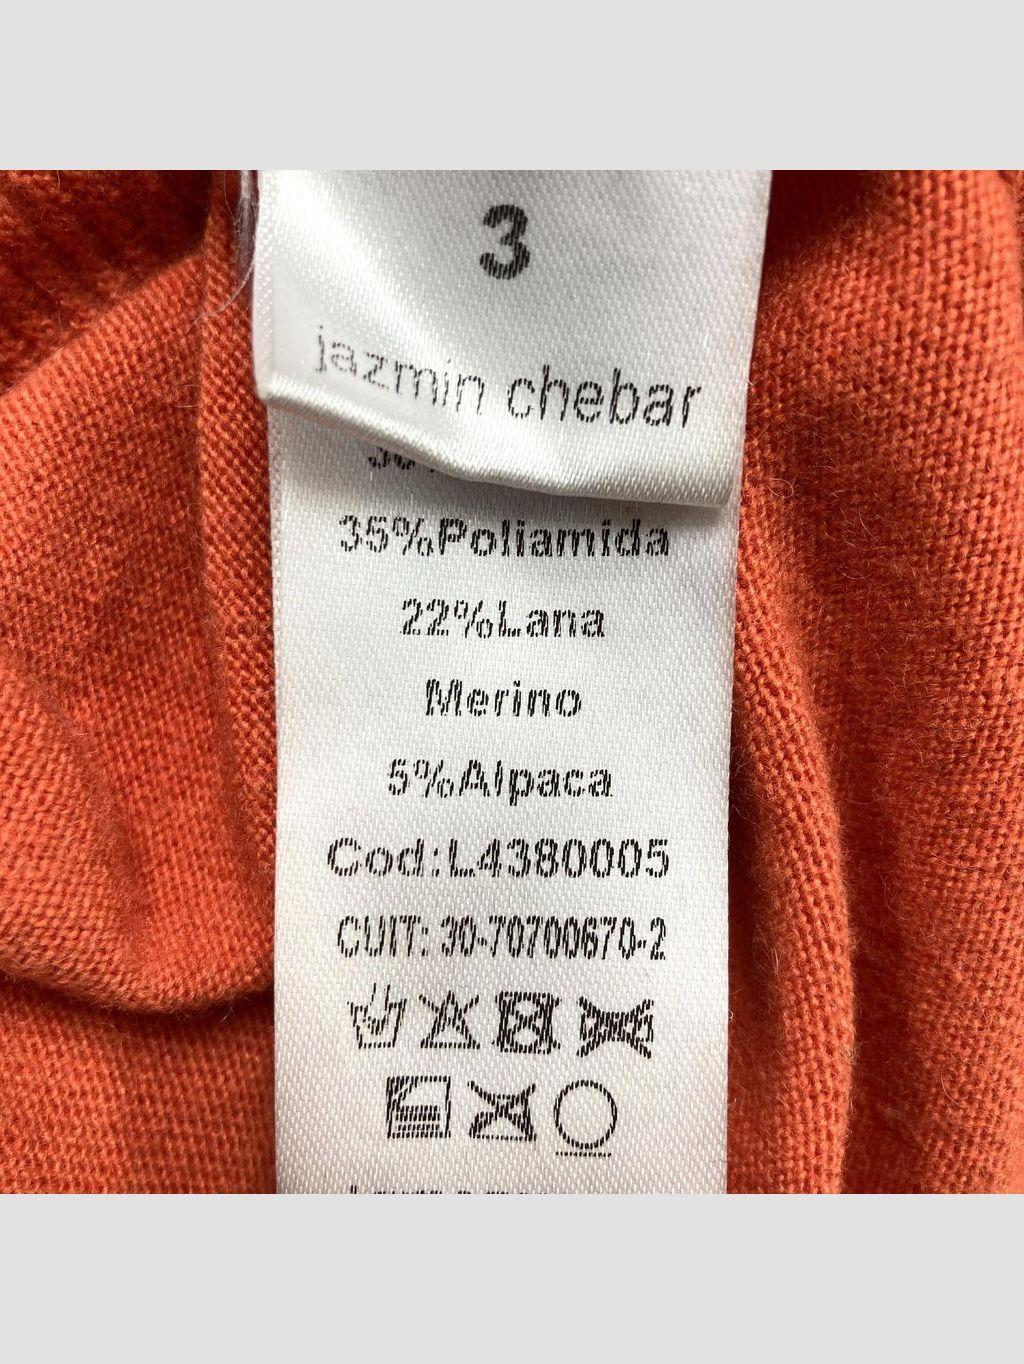 3
jazmin chebar
35%Poliamida
22%Lana
Merino
5%Alpaca
Cod:L4380005
CUIT: 30-70700670-2